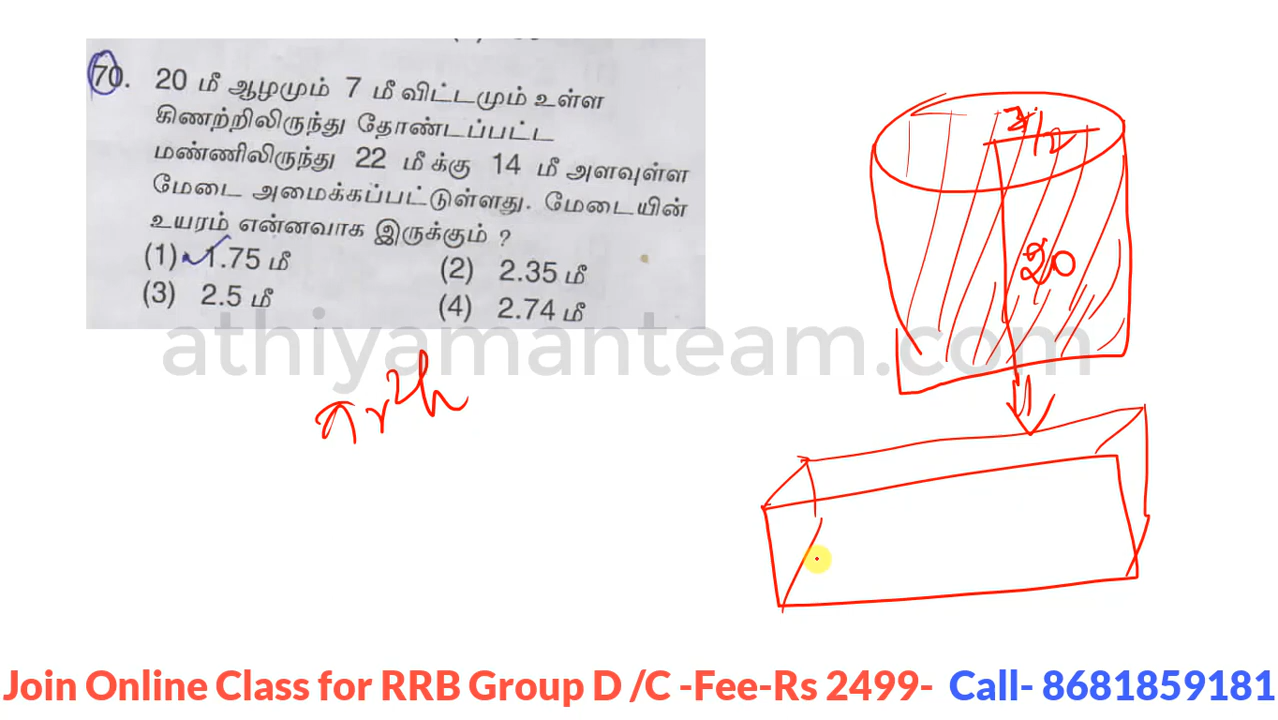 70. 20 மீ ஆழமும் 7 மீ விட்டமும் உள்ள
கிணற்றிலிருந்து தோண்டப்பட்ட
மண்ணிலிருந்து 22 மீக்கு 14 மீ அளவுள்ள
மேடை அமைக்கப்பட்டுள்ளது. மேடையின்
உயரம் என்னவாக இருக்கும் ?
(1) 1.75 மீ (2) 2.35 மீ
(3) 2.5 மீ (4) 2.74 மீ
7/2
20
athiyamanteam.com
πr²h
Join Online Class for RRB Group D /C -Fee-Rs 2499- Call- 8681859181